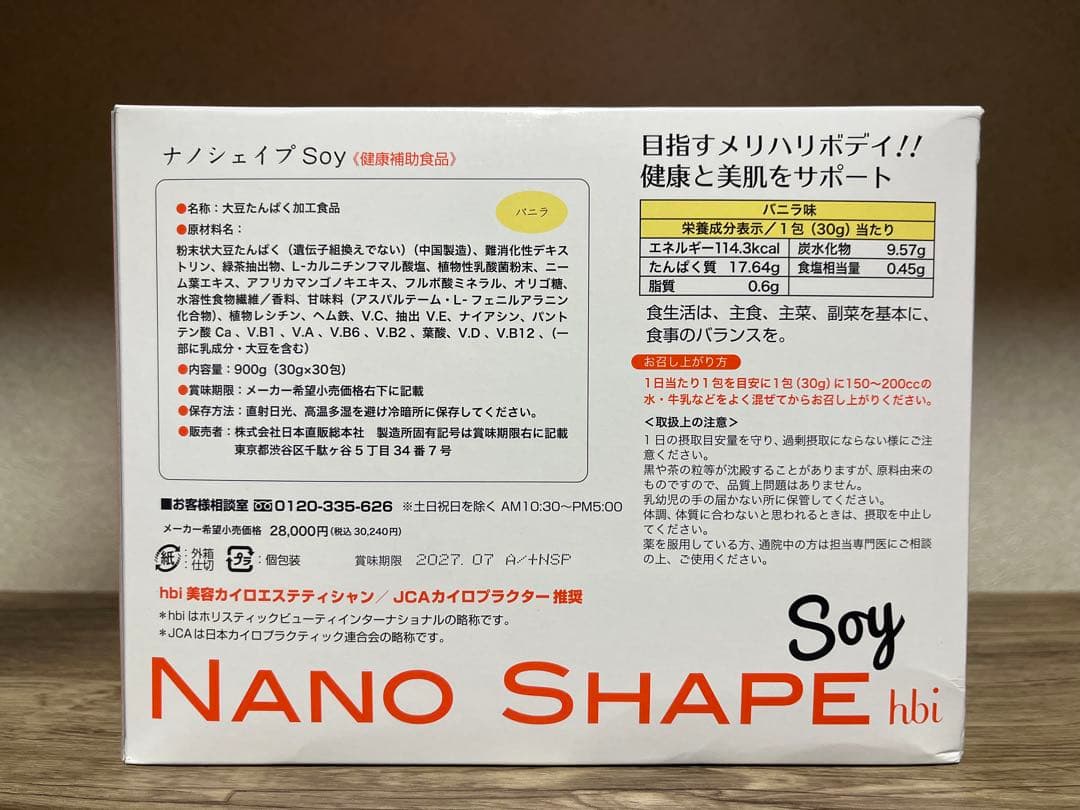 ナノシェイプ Soy《健康補助食品》
バニラ
●名称：大豆たんぱく加工食品
●原材料名：
粉末状大豆たんぱく（遺伝子組換えでない）（中国製造）、難消化性デキス
トリン、緑茶抽出物、L-カルニチンフマル酸塩、植物性乳酸菌粉末、ニー
ム葉エキス、アフリカマンゴノキエキス、フルボ酸ミネラル、オリゴ糖、
水溶性食物繊維／香料、甘味料（アスパルテーム・L- フェニルアラニン
化合物）、植物レシチン、ヘム鉄、V.C、抽出 V.E、ナイアシン、パント
テン酸 Ca 、V.B1 、V.A 、V.B6 、V.B2 、葉酸、V.D 、V.B12 、（一
部に乳成分・大豆を含む）
●内容量：900g（30g×30包）
●賞味期限：メーカー希望小売価格右下に記載
●保存方法：直射日光、高温多湿を避け冷暗所に保存してください。
●販売者：株式会社日本直販総本社　製造所固有記号は賞味期限右に記載
東京都渋谷区千駄ヶ谷 5 丁目 34 番 7 号
■お客様相談室 0120-335-626 ※土日祝日を除く AM10:30〜PM5:00
メーカー希望小売価格　28,000円（税込 30,240円）
紙：外箱
：仕切
プラ：個包装
賞味期限　2027.07 A/+NSP
hbi 美容カイロエステティシャン／ JCAカイロプラクター 推奨
＊hbi はホリスティックビューティインターナショナルの略称です。
＊JCAは日本カイロプラクティック連合会の略称です。
目指すメリハリボデイ!!
健康と美肌をサポート
バニラ味
栄養成分表示／1 包（30g）当たり
エネルギー114.3kcal　炭水化物　9.57g
たんぱく質　17.64g　食塩相当量　0.45g
脂質　0.6g
食生活は、主食、主菜、副菜を基本に、
食事のバランスを。
お召し上がり方
1日当たり1包を目安に1包（30g）に150〜200ccの
水・牛乳などをよく混ぜてからお召し上がりください。
＜取扱上の注意＞
1 日の摂取目安量を守り、過剰摂取にならない様にご注
意ください。
黒や茶の粒等が沈殿することがありますが、原料由来の
ものですので、品質上問題はありません。
乳幼児の手の届かない所に保管してください。
体調、体質に合わないと思われるときは、摂取を中止し
てください。
薬を服用している方、通院中の方は担当専門医にご相談
の上、ご使用ください。
Soy
NANO SHAPE hbi